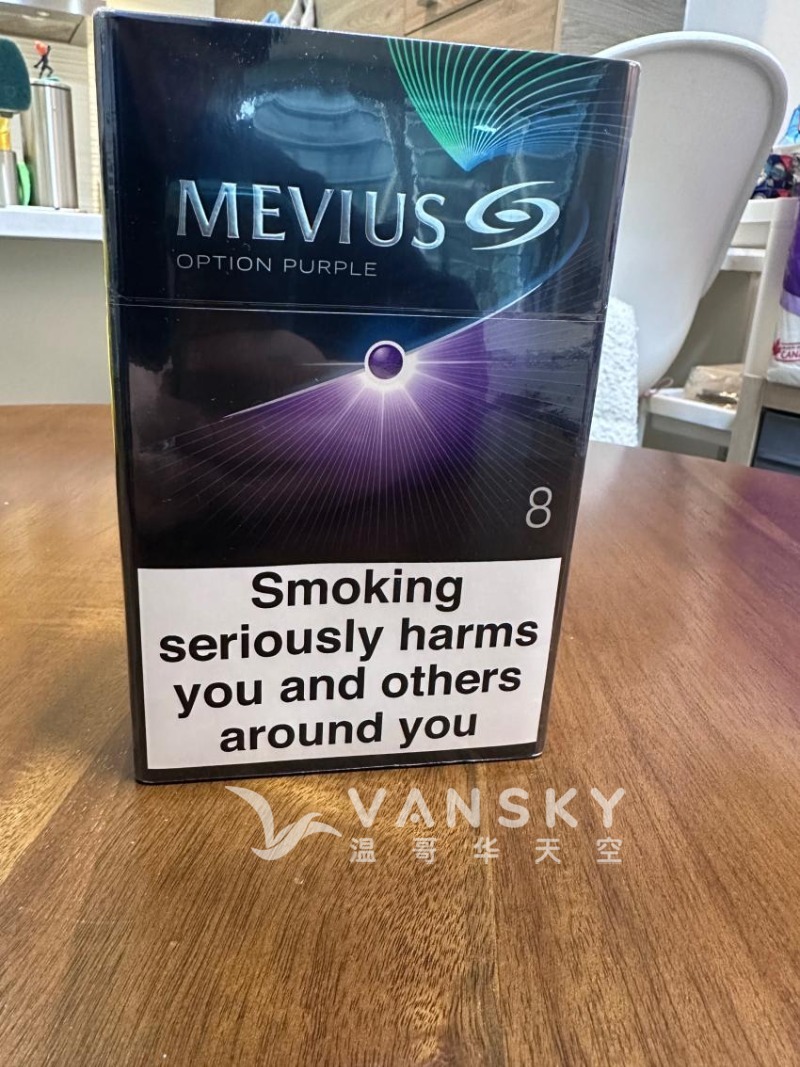 MEVIUS
OPTION PURPLE
8
Smoking
seriously harms
you and others
around you
VANSKY
温哥华天空